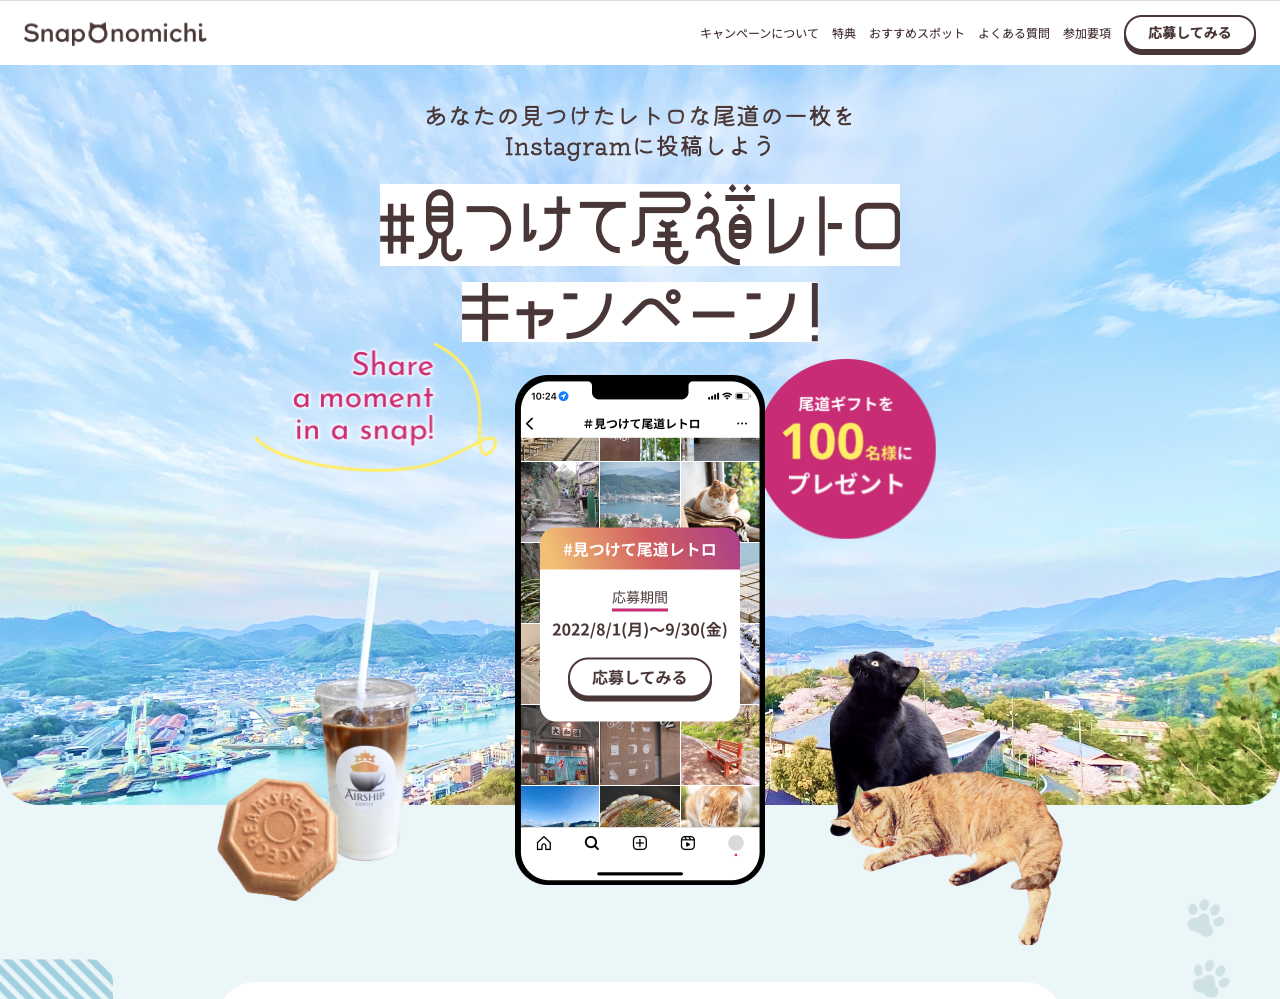 SnapOnomichi
キャンペーンについて 特典 おすすめスポット よくある質問 参加要項 応募してみる
あなたの見つけたレトロな尾道の一枚を
Instagramに投稿しよう
#見つけて尾道レトロ
キャンペーン!
Share
a moment
in a snap!
10:24
#見つけて尾道レトロ
尾道ギフトを
100名様に
プレゼント
#見つけて尾道レトロ
応募期間
2022/8/1(月)〜9/30(金)
応募してみる
AIRSHIP
CREAM・SPECIAL・ICE